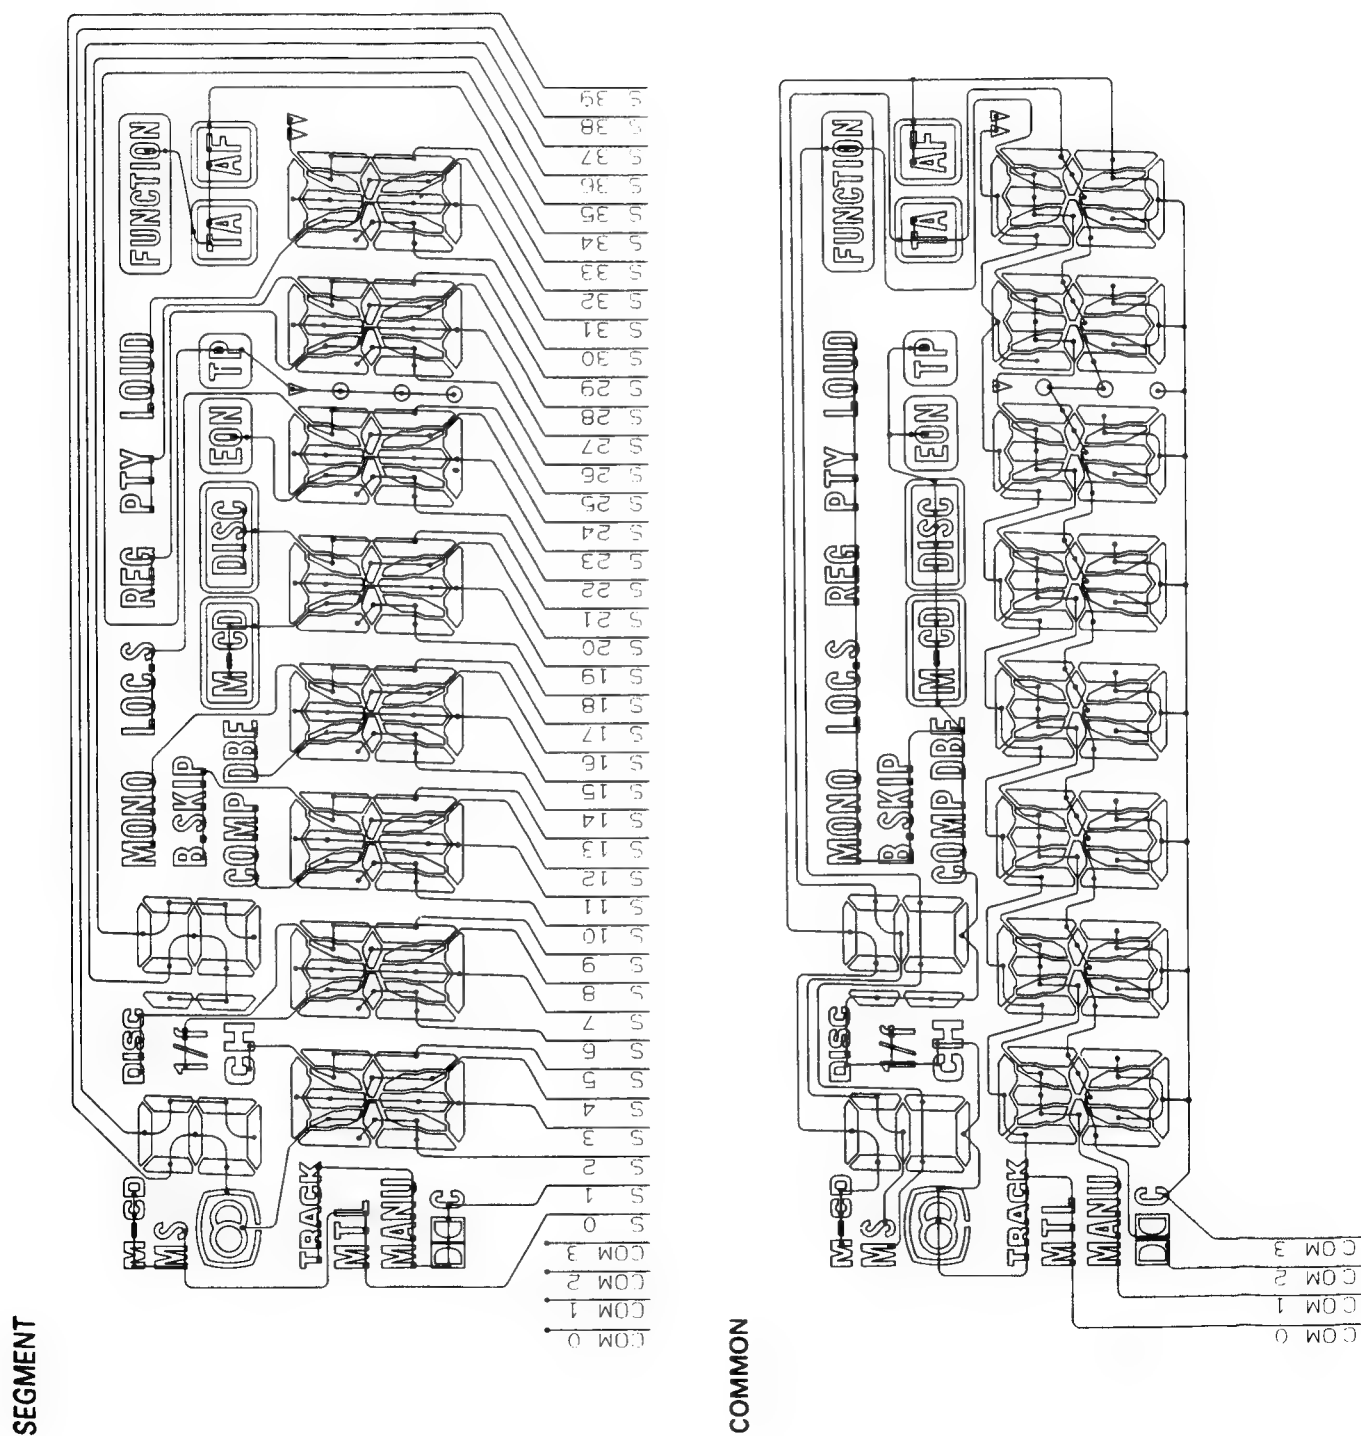 SEGMENT
FUNCTION
TA
AF
LOUD
TP
PTY
EON
REG
DISC
LOC.S
M-CD
MONO
B.SKIP
COMP
DBE
DISC
1/f
CH
M-CD
MS
TRACK
MTL
MANU
DDC
S 39
S 38
S 37
S 36
S 35
S 34
S 33
S 32
S 31
S 30
S 29
S 28
S 27
S 26
S 25
S 24
S 23
S 22
S 21
S 20
S 19
S 18
S 17
S 16
S 15
S 14
S 13
S 12
S 11
S 10
S 9
S 8
S 7
S 6
S 5
S 4
S 3
S 2
S 1
S 0
COM 3
COM 2
COM 1
COM 0
COMMON
FUNCTION
TA
AF
LOUD
TP
PTY
EON
REG
DISC
LOC.S
M-CD
MONO
B.SKIP
COMP
DBE
DISC
1/f
CH
M-CD
MS
TRACK
MTL
MANU
DDC
COM 3
COM 2
COM 1
COM 0